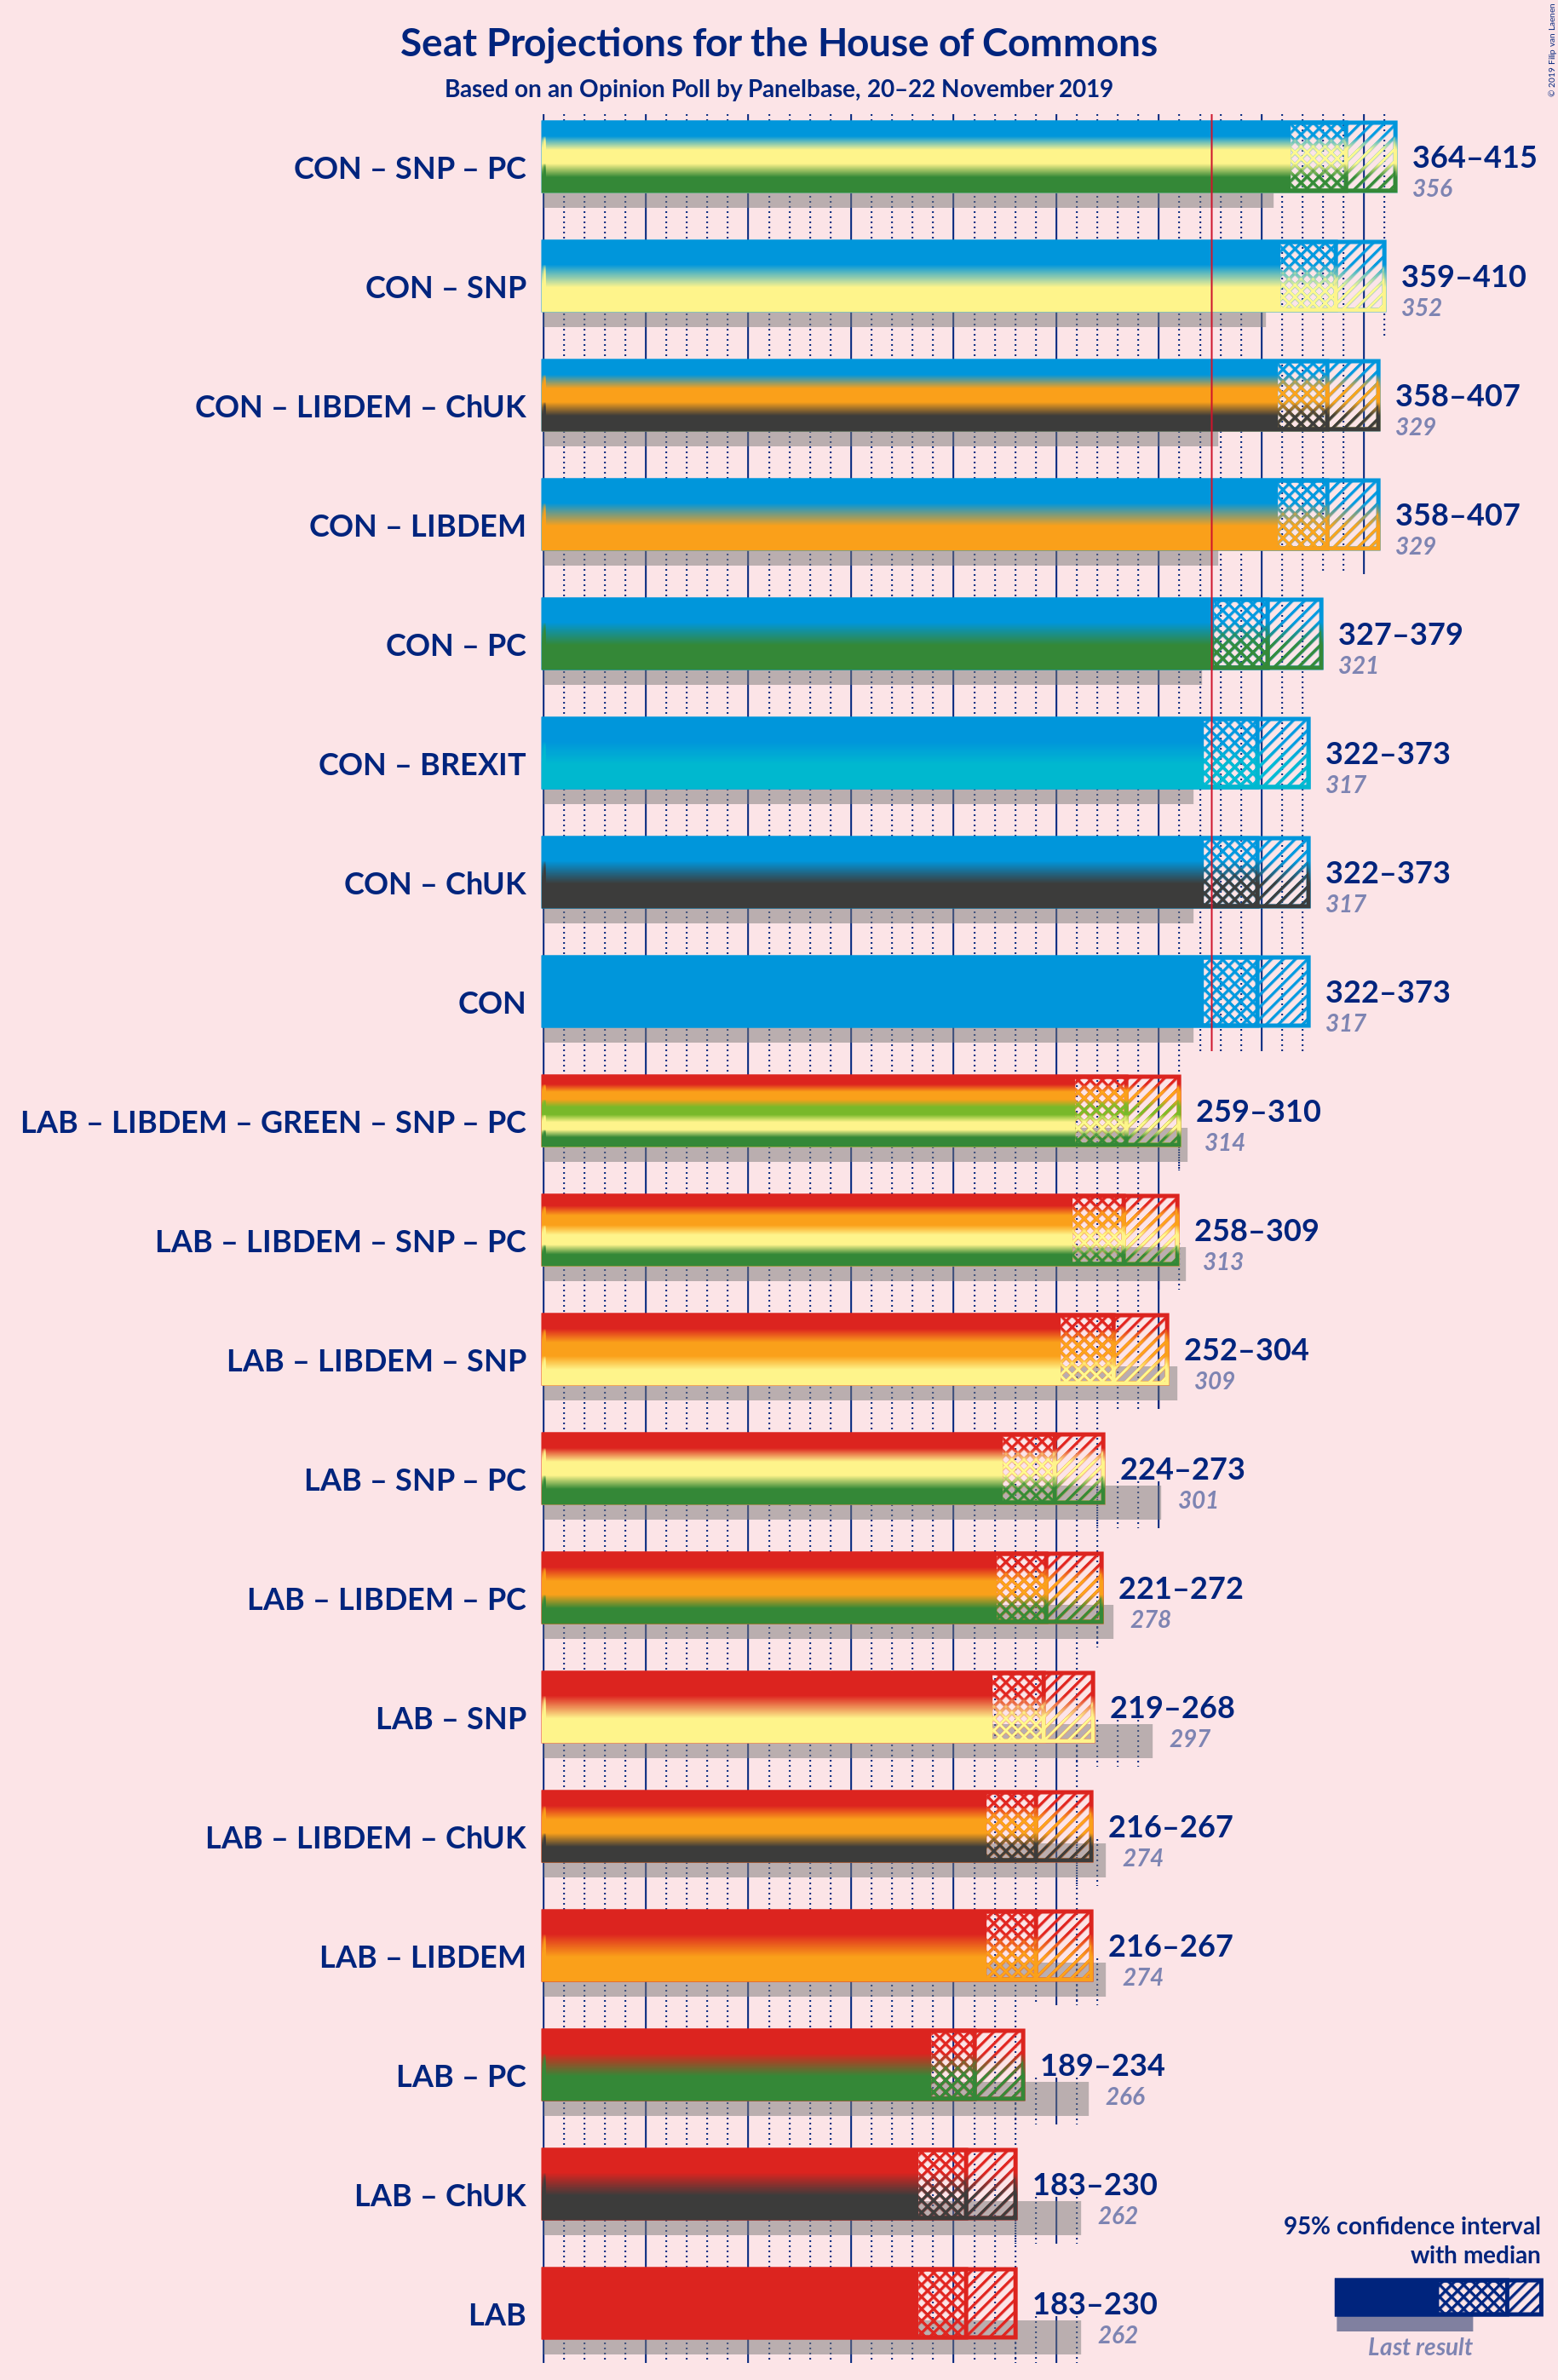 © 2019 Filip van Laenen
Seat Projections for the House of Commons
Based on an Opinion Poll by Panelbase, 20–22 November 2019
CON – SNP – PC
364–415
356
CON – SNP
359–410
352
CON – LIBDEM – ChUK
358–407
329
CON – LIBDEM
358–407
329
CON – PC
327–379
321
CON – BREXIT
322–373
317
CON – ChUK
322–373
317
CON
322–373
317
LAB – LIBDEM – GREEN – SNP – PC
259–310
314
LAB – LIBDEM – SNP – PC
258–309
313
LAB – LIBDEM – SNP
252–304
309
LAB – SNP – PC
224–273
301
LAB – LIBDEM – PC
221–272
278
LAB – SNP
219–268
297
LAB – LIBDEM – ChUK
216–267
274
LAB – LIBDEM
216–267
274
LAB – PC
189–234
266
LAB – ChUK
183–230
262
LAB
183–230
262
95% confidence interval
with median
Last result